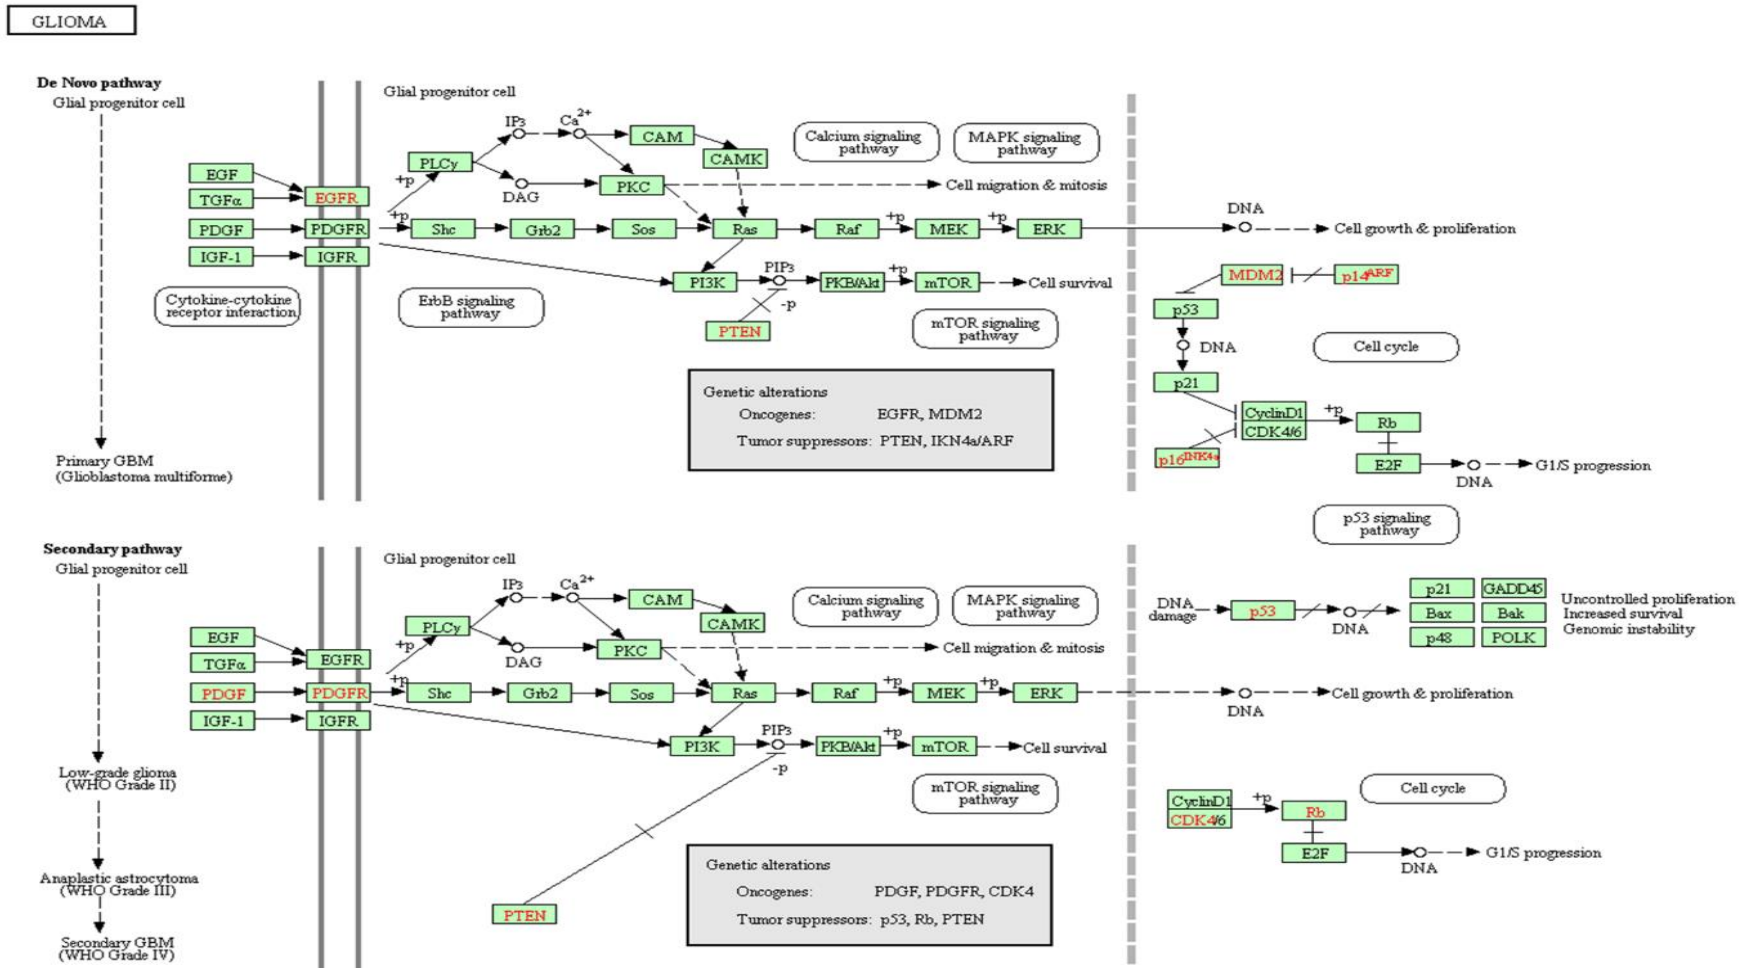 GLIOMA
De Novo pathway
Glial progenitor cell
Primary GBM
(Glioblastoma multiforme)
Glial progenitor cell
EGF
TGFα
PDGF
IGF-1
EGFR
PDGFR
IGFR
Cytokine-cytokine
receptor interaction
+p
PLCγ
IP3
Ca2+
DAG
CAM
CAMK
PKC
Calcium signaling
pathway
MAPK signaling
pathway
Cell migration & mitosis
+p
Shc
Grb2
Sos
Ras
Raf
+p
MEK
+p
ERK
DNA
Cell growth & proliferation
ErbB signaling
pathway
PI3K
PIP3
-p
PTEN
PKB/Akt
+p
mTOR
Cell survival
mTOR signaling
pathway
MDM2
p14ARF
p53
DNA
p21
Cell cycle
CyclinD1
CDK4/6
p16INK4a
+p
Rb
E2F
DNA
G1/S progression
p53 signaling
pathway
Genetic alterations
Oncogenes: EGFR, MDM2
Tumor suppressors: PTEN, IKN4a/ARF
Secondary pathway
Glial progenitor cell
Low-grade glioma
(WHO Grade II)
Anaplastic astrocytoma
(WHO Grade III)
Secondary GBM
(WHO Grade IV)
Glial progenitor cell
EGF
TGFα
PDGF
IGF-1
EGFR
PDGFR
IGFR
+p
PLCγ
IP3
Ca2+
DAG
CAM
CAMK
PKC
Calcium signaling
pathway
MAPK signaling
pathway
Cell migration & mitosis
+p
Shc
Grb2
Sos
Ras
Raf
+p
MEK
+p
ERK
DNA
Cell growth & proliferation
PI3K
PIP3
-p
PTEN
PKB/Akt
+p
mTOR
Cell survival
mTOR signaling
pathway
DNA
damage
p53
DNA
p21
GADD45
Bax
Bak
p48
POLK
Uncontrolled proliferation
Increased survival
Genomic instability
CyclinD1
CDK4/6
+p
Rb
E2F
DNA
G1/S progression
Cell cycle
Genetic alterations
Oncogenes: PDGF, PDGFR, CDK4
Tumor suppressors: p53, Rb, PTEN